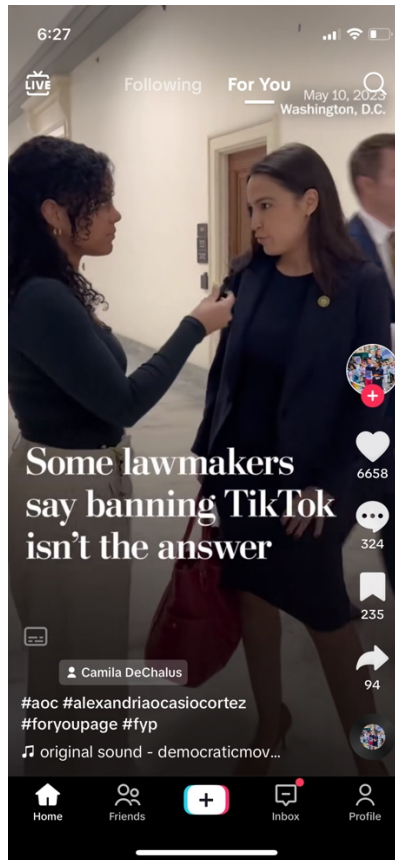 6:27
LIVE
Following
For You
May 10, 2023
Washington, D.C.
6658
324
235
94
Some lawmakers
say banning TikTok
isn't the answer
Camila DeChalus
#aoc #alexandriaocasiocortez
#foryoupage #fyp
original sound - democraticmov...
Home
Friends
Inbox
Profile